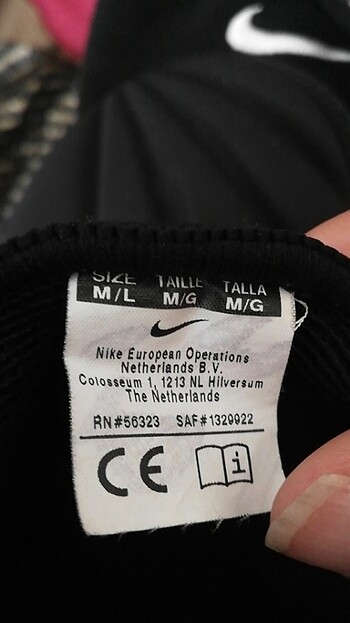 SIZE TAILLE TALLA
M/L M/G M/G
Nike European Operations
Netherlands B.V.
Colosseum 1, 1213 NL Hilversum
The Netherlands
RN#56323 SAF#1329922
CE i